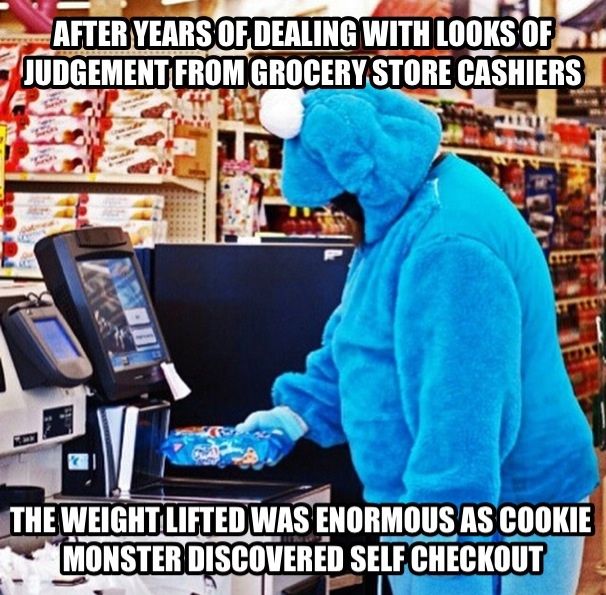 AFTER YEARS OF DEALING WITH LOOKS OF
JUDGEMENT FROM GROCERY STORE CASHIERS
THE WEIGHT LIFTED WAS ENORMOUS AS COOKIE
MONSTER DISCOVERED SELF CHECKOUT